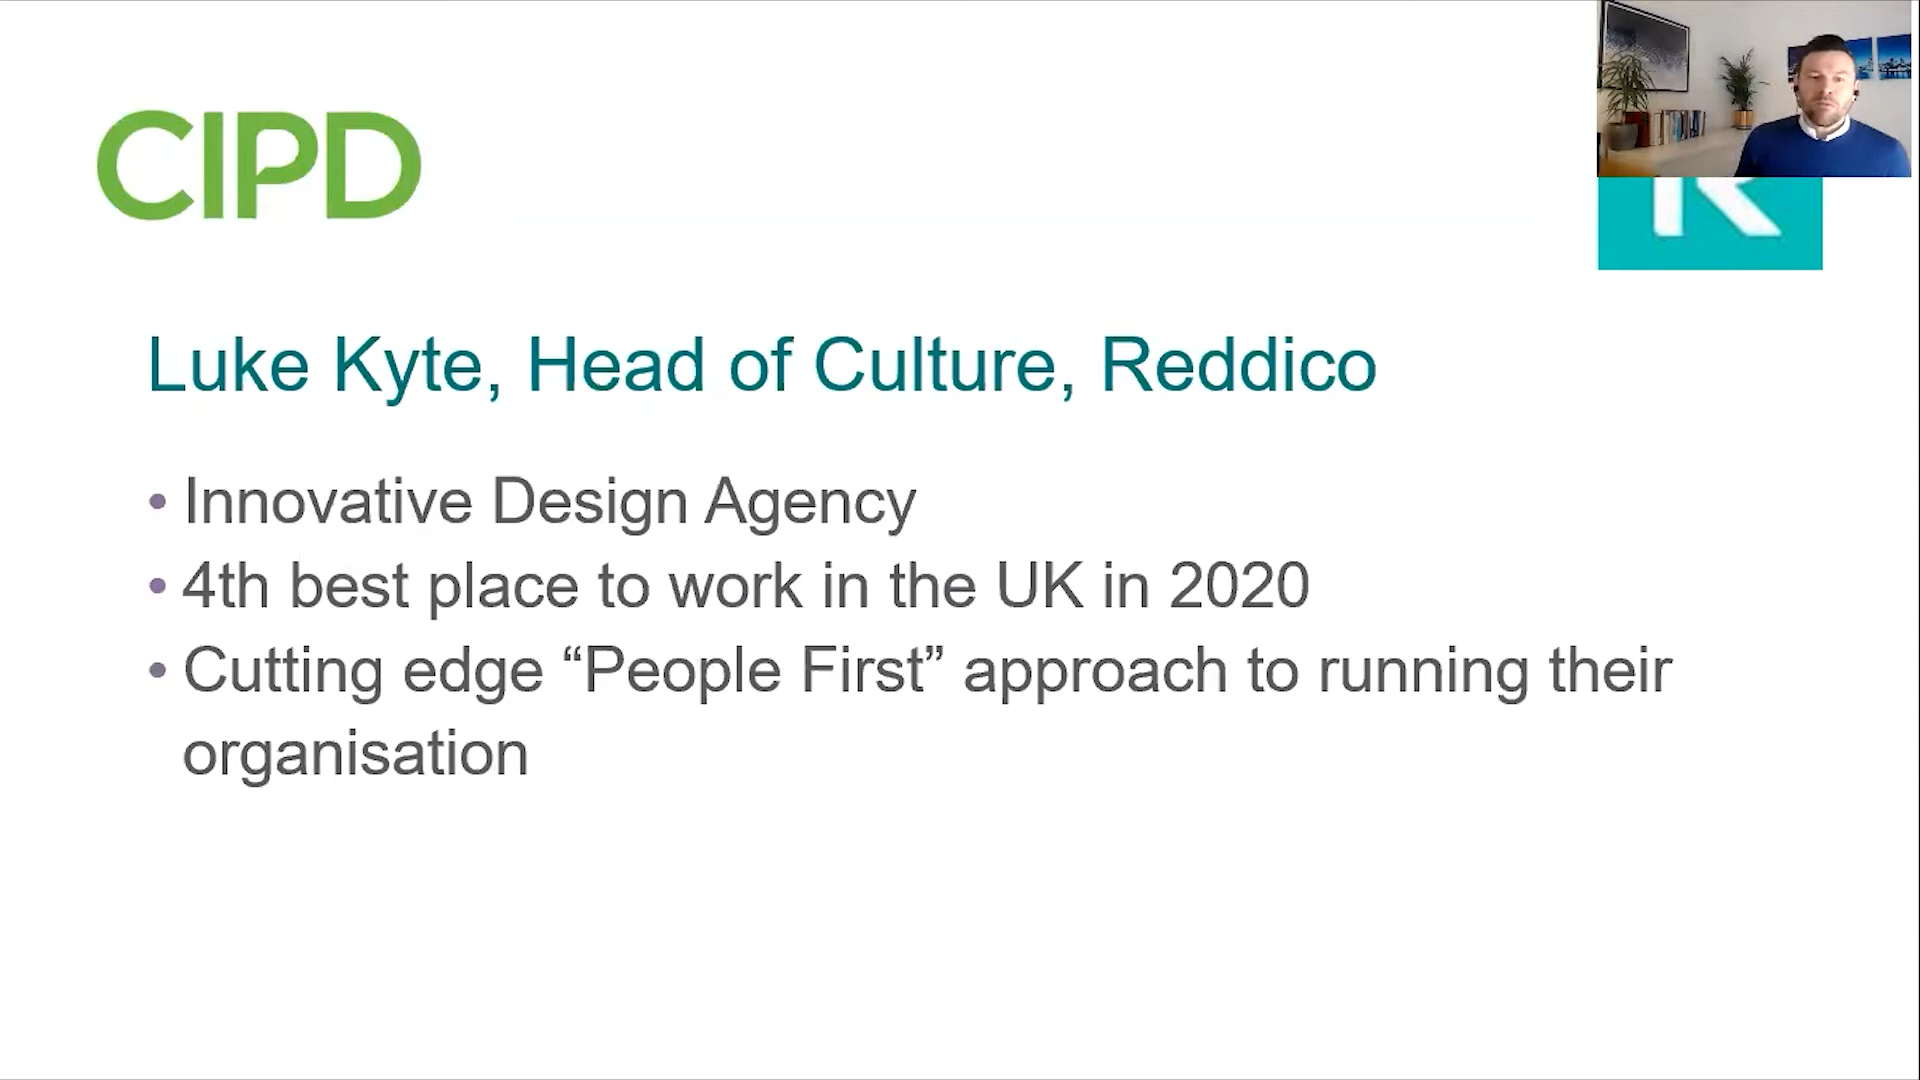 CIPD
Luke Kyte, Head of Culture, Reddico
• Innovative Design Agency
• 4th best place to work in the UK in 2020
• Cutting edge “People First” approach to running their
organisation